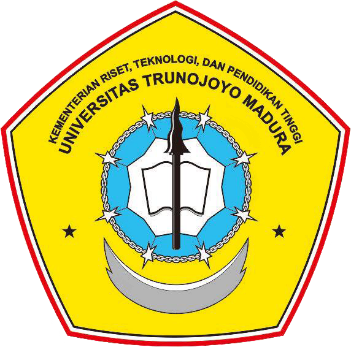 KEMENTERIAN RISET, TEKNOLOGI, DAN PENDIDIKAN TINGGI
UNIVERSITAS TRUNOJOYO MADURA